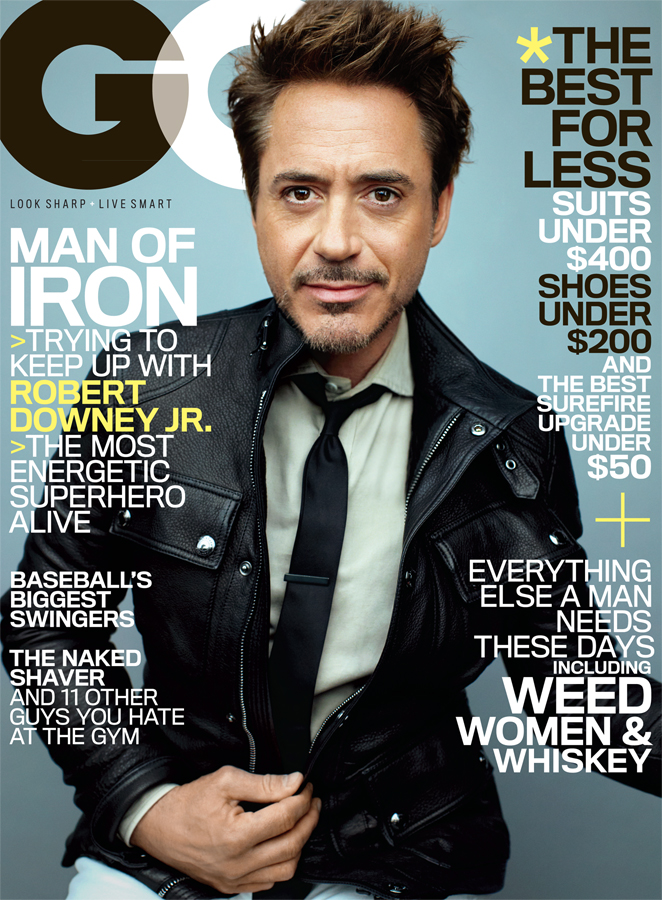 GQ
LOOK SHARP + LIVE SMART
MAN OF
IRON
>TRYING TO
KEEP UP WITH
ROBERT
DOWNEY JR.
>THE MOST
ENERGETIC
SUPERHERO
ALIVE
BASEBALL'S
BIGGEST
SWINGERS
THE NAKED
SHAVER
AND 11 OTHER
GUYS YOU HATE
AT THE GYM
*THE
BEST
FOR
LESS
SUITS
UNDER
$400
SHOES
UNDER
$200
AND
THE BEST
SUREFIRE
UPGRADE
UNDER
$50
+
EVERYTHING
ELSE A MAN
NEEDS
THESE DAYS
INCLUDING
WEED
WOMEN &
WHISKEY